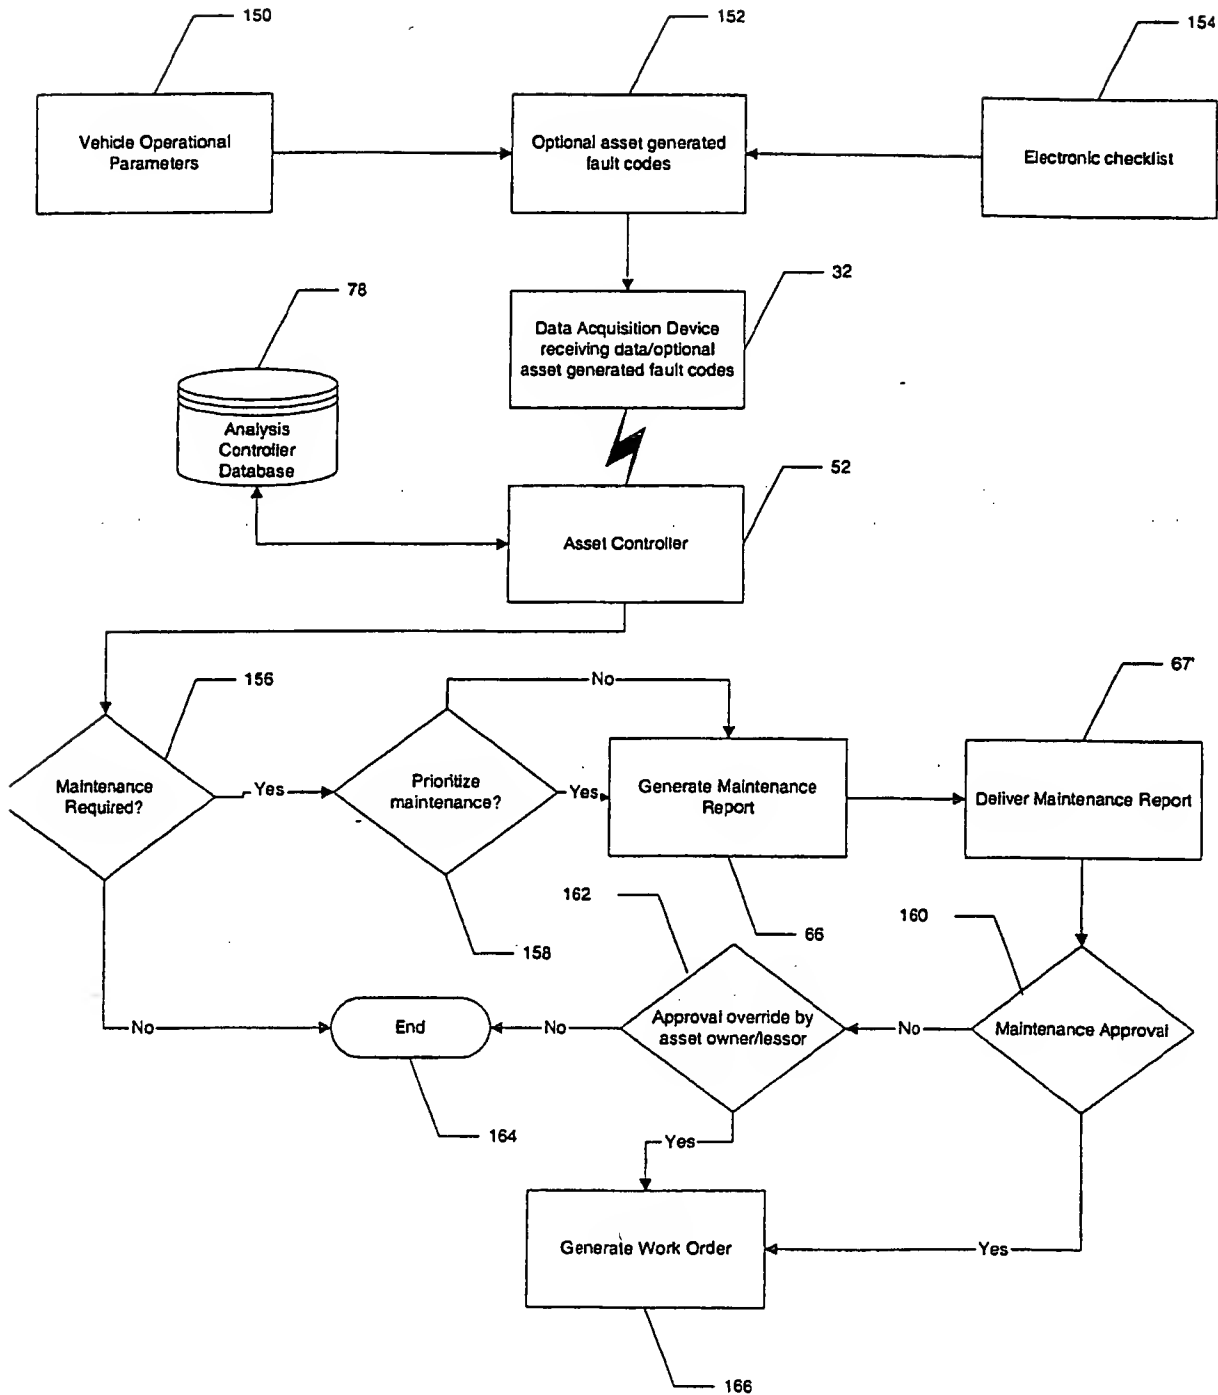 150
152
154
Vehicle Operational
Parameters
Optional asset generated
fault codes
Electronic checklist
32
78
Data Acquisition Device
receiving data/optional
asset generated fault codes
Analysis
Controller
Database
52
Asset Controller
67'
156
No
Maintenance
Required?
Yes
Prioritize
maintenance?
Yes
Generate Maintenance
Report
Deliver Maintenance Report
162
160
66
158
No
End
No
Approval override by
asset owner/lessor
No
Maintenance Approval
164
Yes
Generate Work Order
Yes
166